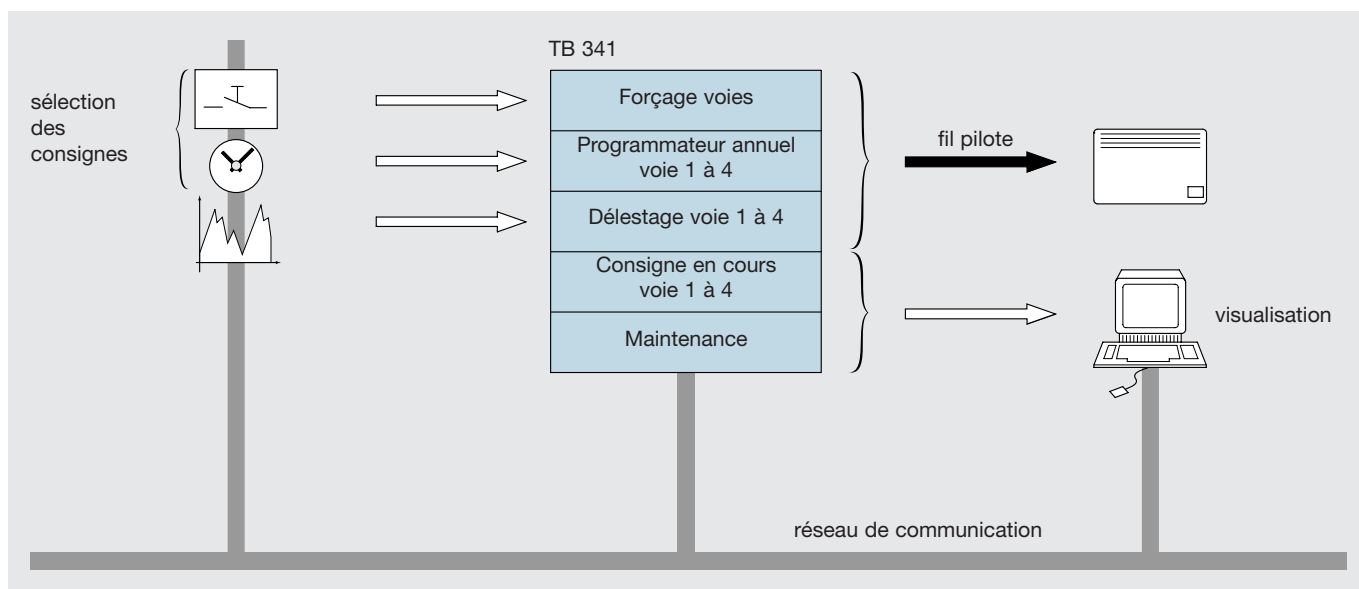 TB 341
sélection
des
consignes
Forçage voies
Programmateur annuel
voie 1 à 4
Délestage voie 1 à 4
Consigne en cours
voie 1 à 4
Maintenance
fil pilote
visualisation
réseau de communication